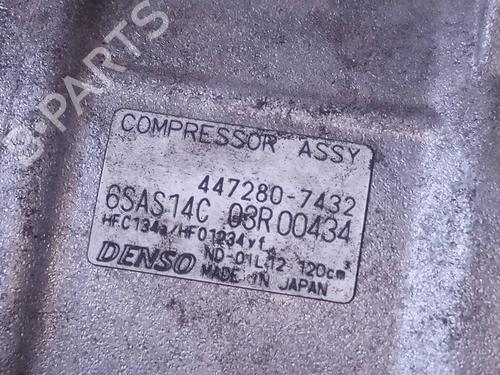 B-PARTS
COMPRESSOR ASSY
447280-7432
6SAS14C 03R00434
HFC134a/HFO1234yf
ND-OIL12 120cm³
DENSO MADE IN JAPAN